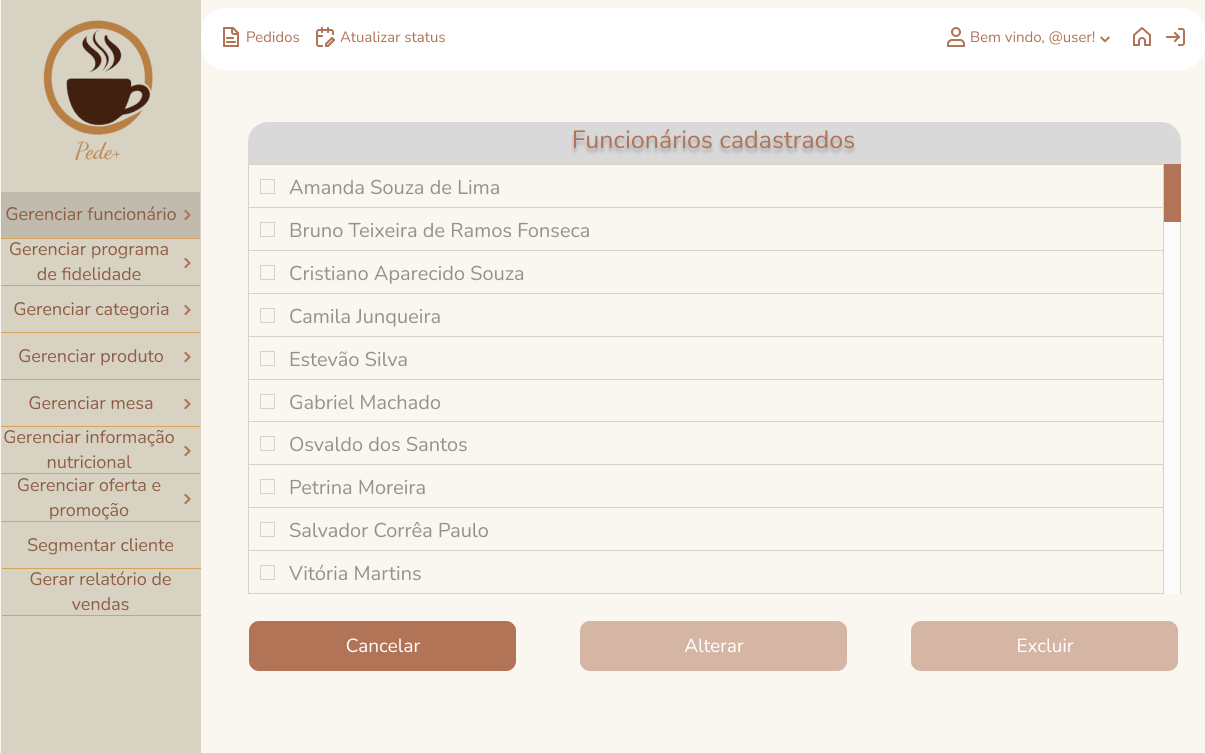 Pede+
Pedidos
Atualizar status
Bem vindo, @user!
Gerenciar funcionário
Gerenciar programa
de fidelidade
Gerenciar categoria
Gerenciar produto
Gerenciar mesa
Gerenciar informação
nutricional
Gerenciar oferta e
promoção
Segmentar cliente
Gerar relatório de
vendas
Funcionários cadastrados
Amanda Souza de Lima
Bruno Teixeira de Ramos Fonseca
Cristiano Aparecido Souza
Camila Junqueira
Estevão Silva
Gabriel Machado
Osvaldo dos Santos
Petrina Moreira
Salvador Corrêa Paulo
Vitória Martins
Cancelar
Alterar
Excluir